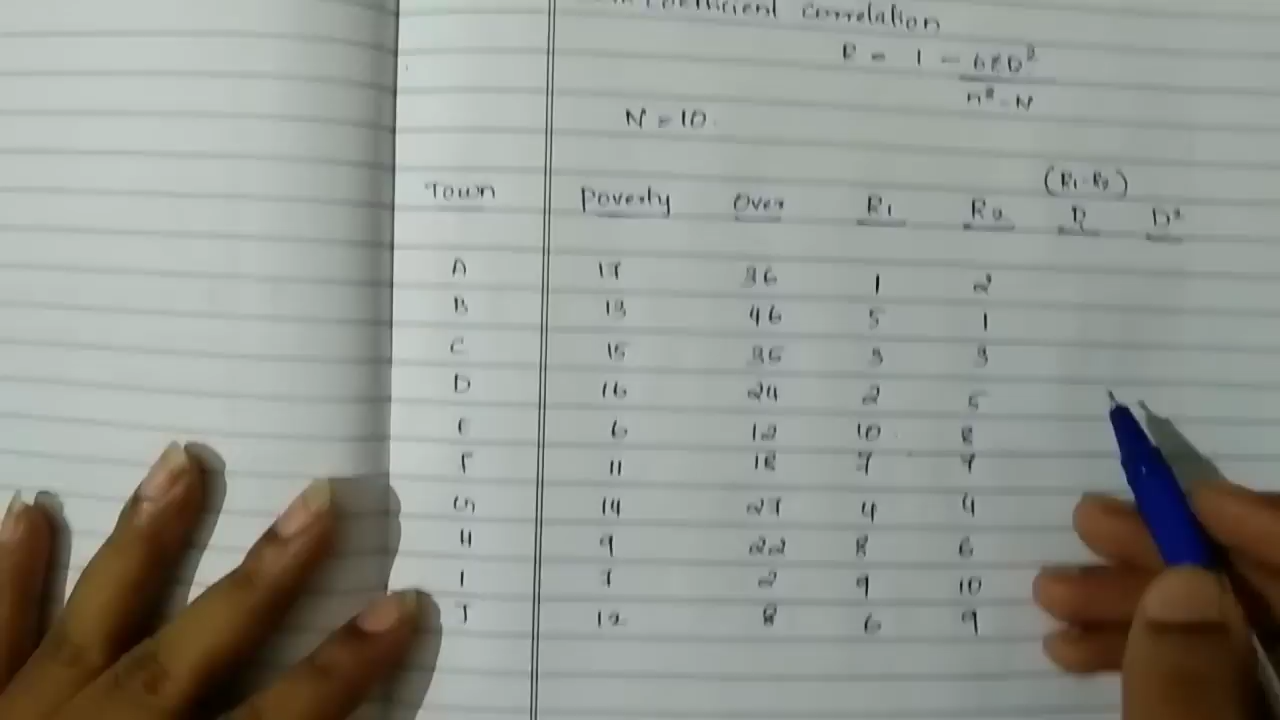 coefficient correlation
R = 1 - 6ΣD³
n³ - N
N = 10
(R1 - R2)
Town Poverty Over R1 R2 D D²
A 17 36 1 2
B 13 46 5 1
C 15 35 3 3
D 16 24 2 5
E 6 12 10 8
F 11 18 7 7
G 14 27 4 4
H 9 22 8 6
I 7 2 9 10
J 12 8 6 9